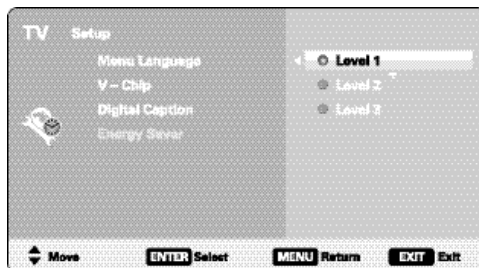 TV Setup
Menu Language
V – Chip
Digital Caption
Energy Saver
Level 1
Level 2
Level 3
Move ENTER Select MENU Return EXIT Exit